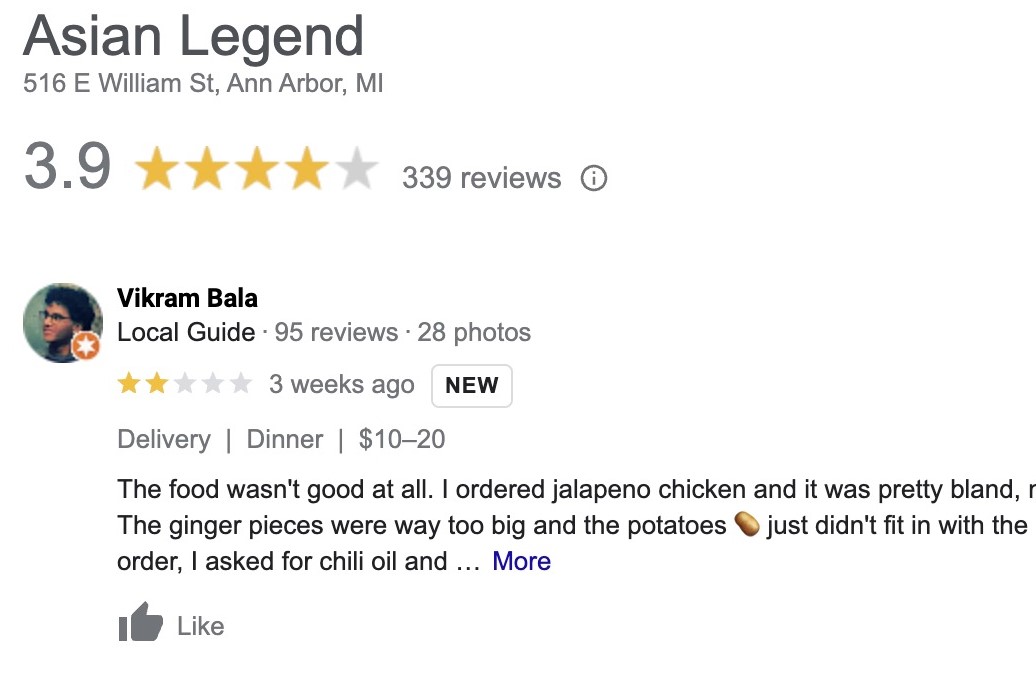 Asian Legend
516 E William St, Ann Arbor, MI
3.9 339 reviews
Vikram Bala
Local Guide · 95 reviews · 28 photos
3 weeks ago NEW
Delivery | Dinner | $10–20
The food wasn't good at all. I ordered jalapeno chicken and it was pretty bland,
The ginger pieces were way too big and the potatoes 🥔 just didn't fit in with the
order, I asked for chili oil and … More
Like